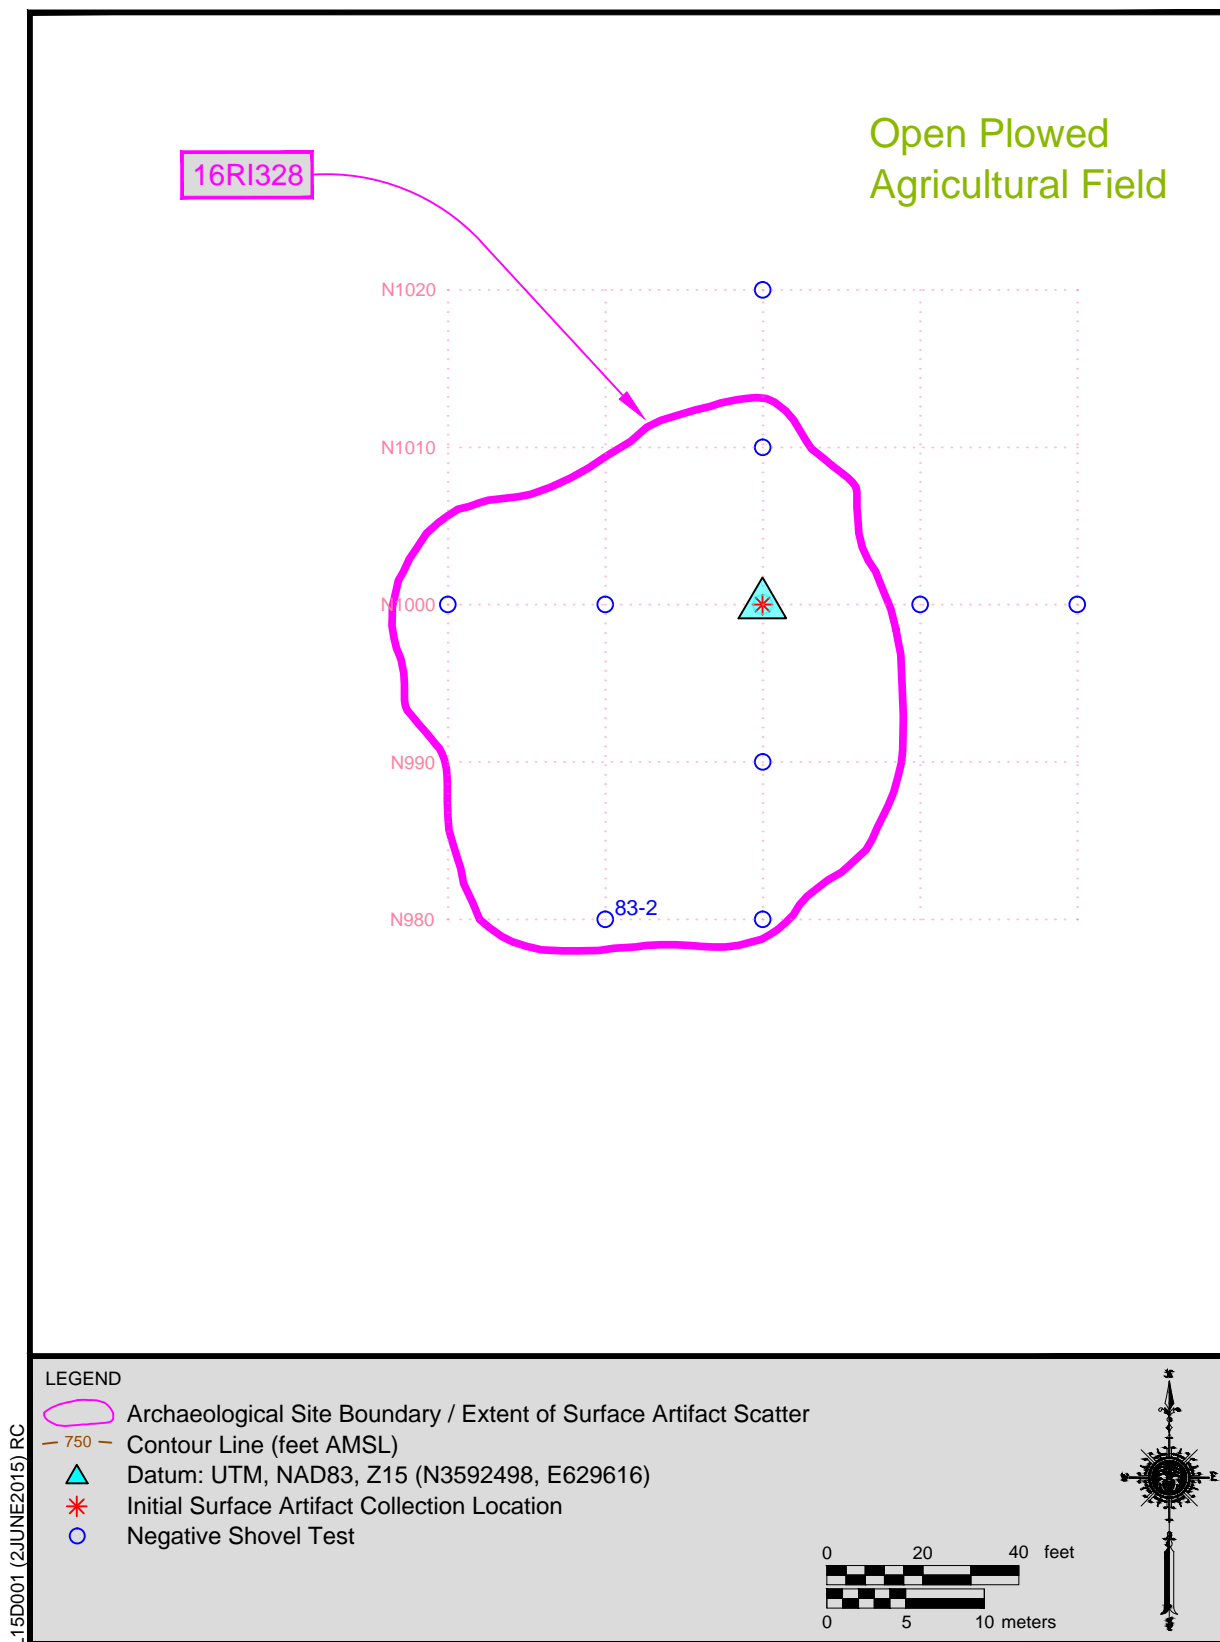 Open Plowed
Agricultural Field
16RI328
N1020
N1010
N1000
N990
N980
83-2
LEGEND
Archaeological Site Boundary / Extent of Surface Artifact Scatter
750
Contour Line (feet AMSL)
Datum: UTM, NAD83, Z15 (N3592498, E629616)
Initial Surface Artifact Collection Location
Negative Shovel Test
0 20 40 feet
0 5 10 meters
15D001 (2JUNE2015) RC